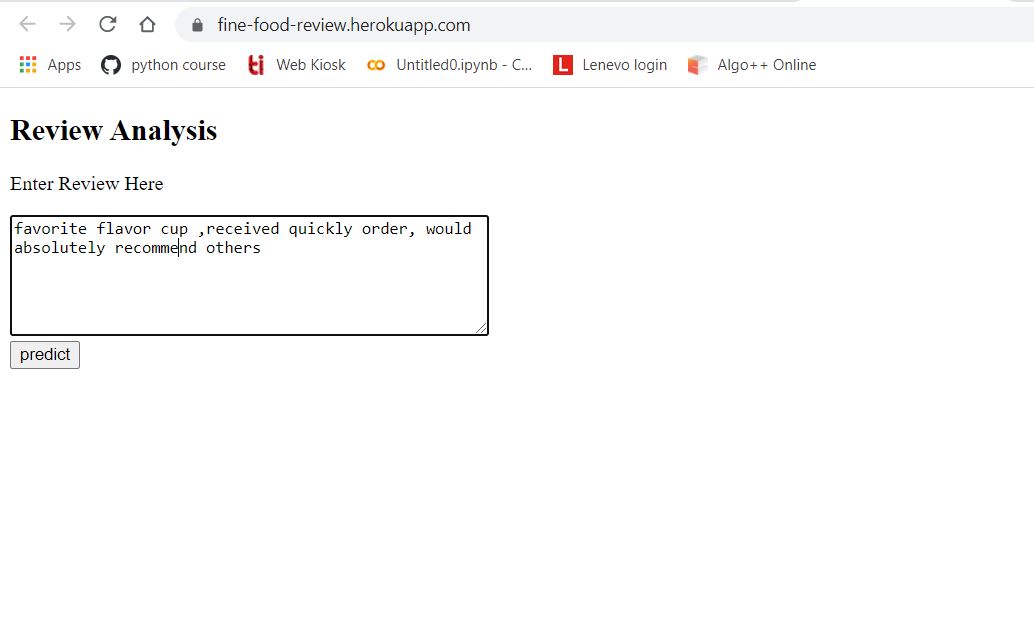 fine-food-review.herokuapp.com
Apps python course Web Kiosk Untitled0.ipynb - C... Lenevo login Algo++ Online
Review Analysis
Enter Review Here
favorite flavor cup ,received quickly order, would
absolutely recommend others
predict